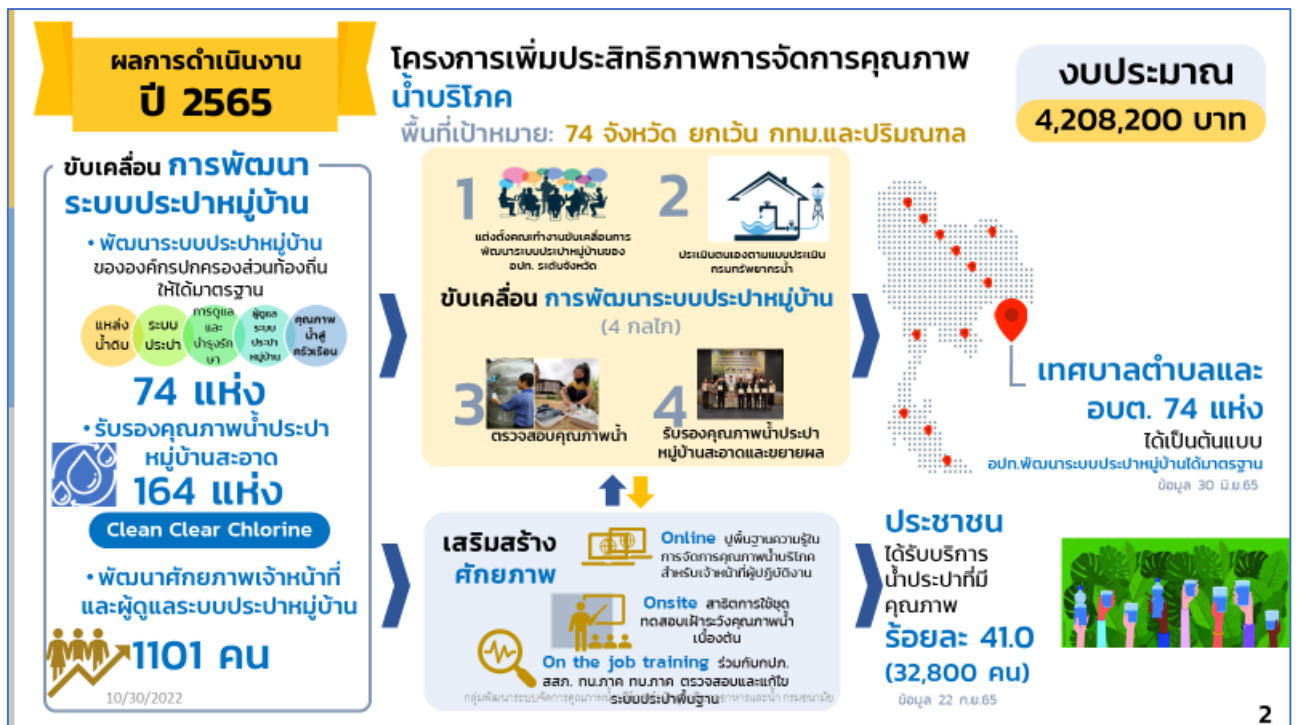 ผลการดำเนินงาน
ปี 2565
โครงการเพิ่มประสิทธิภาพการจัดการคุณภาพ
น้ำบริโภค
พื้นที่เป้าหมาย: 74 จังหวัด ยกเว้น กทม.และปริมณฑล
งบประมาณ
4,208,200 บาท
ขับเคลื่อน การพัฒนา
ระบบประปาหมู่บ้าน
• พัฒนาระบบประปาหมู่บ้าน
ขององค์กรปกครองส่วนท้องถิ่น
ให้ได้มาตรฐาน
แหล่ง
น้ำดิบ
ระบบ
ประปา
การดูแล
และ
บำรุงรัก
ษา
ผู้ดูแล
ระบบ
ประปา
หมู่บ้าน
คุณภาพ
น้ำสู่
ครัวเรือน
74 แห่ง
• รับรองคุณภาพน้ำประปา
หมู่บ้านสะอาด
164 แห่ง
Clean Clear Chlorine
• พัฒนาศักยภาพเจ้าหน้าที่
และผู้ดูแลระบบประปาหมู่บ้าน
1101 คน
10/30/2022
1
แต่งตั้งคณะทำงานขับเคลื่อนการ
พัฒนาระบบประปาหมู่บ้านของ
อปท. ระดับจังหวัด
2
ประเมินตนเองตามแบบประเมิน
กรมทรัพยากรน้ำ
ขับเคลื่อน การพัฒนาระบบประปาหมู่บ้าน
(4 กลไก)
3
ตรวจสอบคุณภาพน้ำ
4
รับรองคุณภาพน้ำประปา
หมู่บ้านสะอาดและขยายผล
เสริมสร้าง
ศักยภาพ
Online ปูพื้นฐานความรู้ใน
การจัดการคุณภาพน้ำบริโภค
สำหรับเจ้าหน้าที่ผู้ปฏิบัติงาน
Onsite สาธิตการใช้ชุด
ทดสอบเฝ้าระวังคุณภาพน้ำ
เบื้องต้น
On the job training ร่วมกับกปภ.
สสภ. ทน.ภาค ทบ.ภาค ตรวจสอบและแก้ไข
ระบบประปาพื้นฐาน
กลุ่มพัฒนาระบบจัดการคุณภาพน้ำ อาหารและน้ำ กรมอนามัย
เทศบาลตำบลและ
อบต. 74 แห่ง
ได้เป็นต้นแบบ
อปท.พัฒนาระบบประปาหมู่บ้านได้มาตรฐาน
ข้อมูล 30 มิ.ย.65
ประชาชน
ได้รับบริการ
น้ำประปาที่มี
คุณภาพ
ร้อยละ 41.0
(32,800 คน)
ข้อมูล 22 ก.ย.65
2